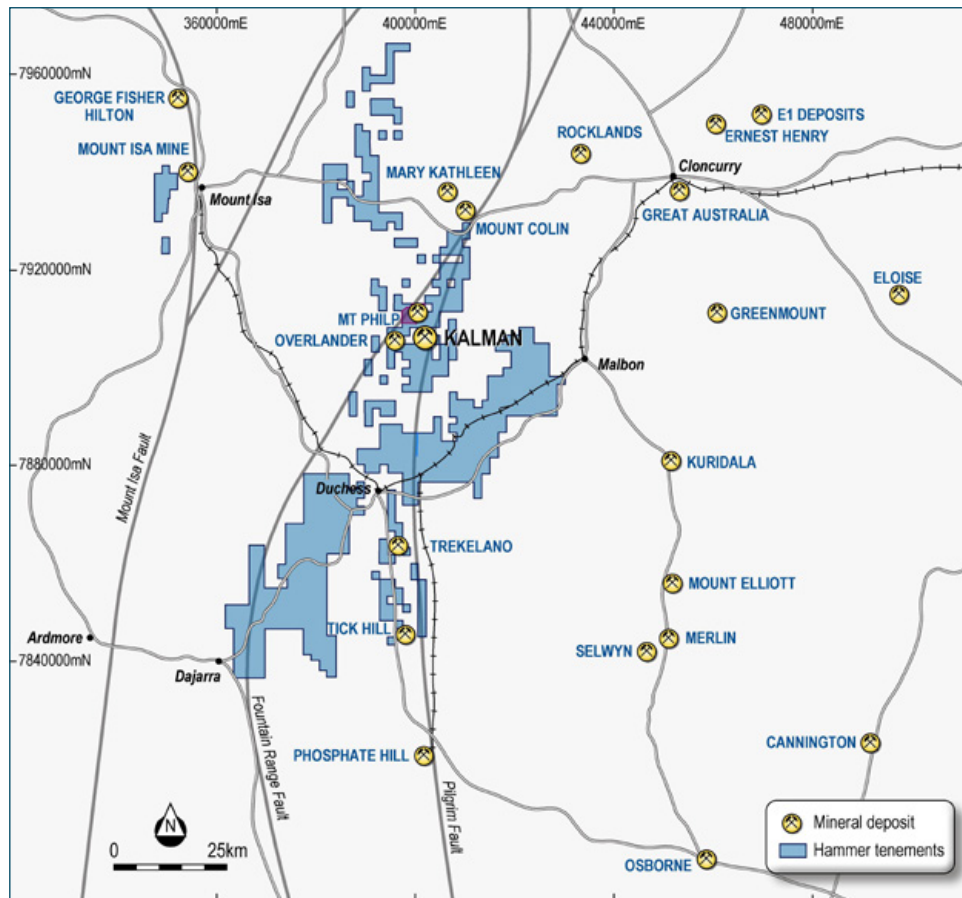 360000mE
400000mE
440000mE
480000mE
7960000mN
GEORGE FISHER
HILTON
E1 DEPOSITS
ERNEST HENRY
ROCKLANDS
MOUNT ISA MINE
MARY KATHLEEN
Cloncurry
Mount Isa
GREAT AUSTRALIA
MOUNT COLIN
7920000mN
ELOISE
MT PHILP
GREENMOUNT
OVERLANDER
KALMAN
Malbon
Mount Isa Fault
7880000mN
KURIDALA
Duchess
TREKELANO
MOUNT ELLIOTT
TICK HILL
Ardmore
MERLIN
SELWYN
7840000mN
Dajarra
Fountain Range Fault
PHOSPHATE HILL
Pilgrim Fault
CANNINGTON
N
0 25km
Mineral deposit
Hammer tenements
OSBORNE